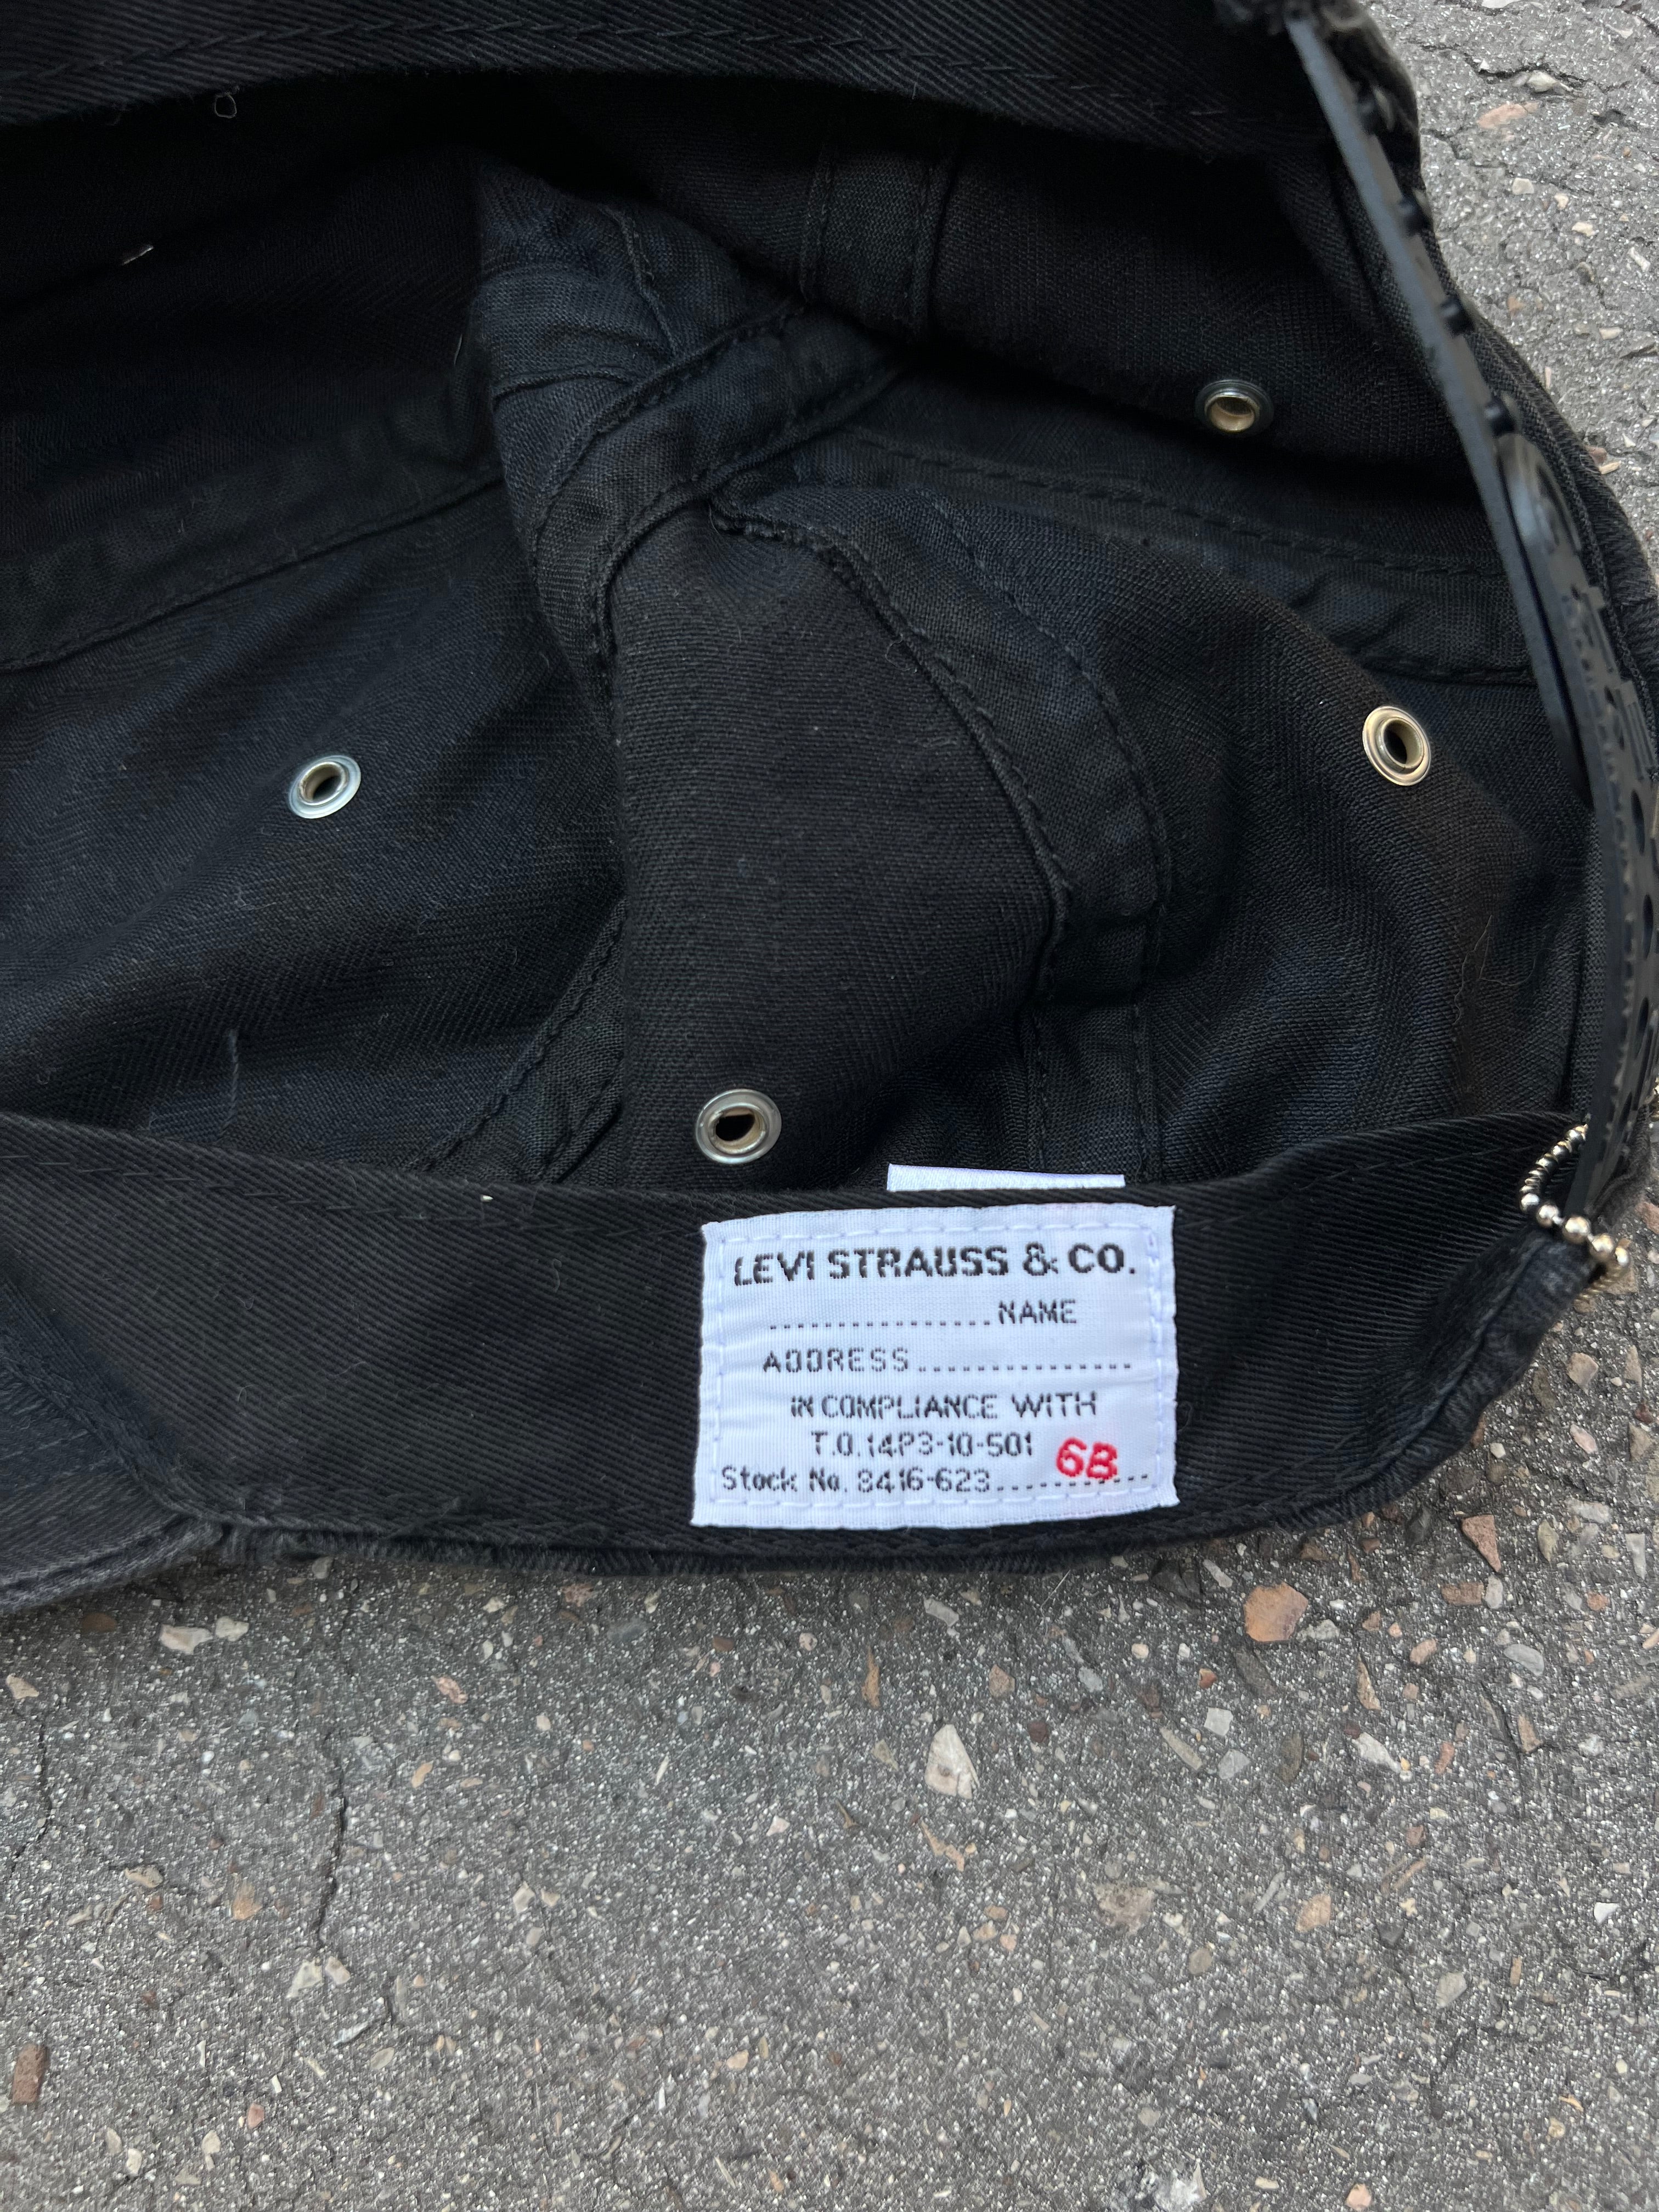 LEVI STRAUSS & CO.
................NAME
ADDRESS................
IN COMPLIANCE WITH
T.O.14P3-10-501
Stock No. 8416-623............
6B